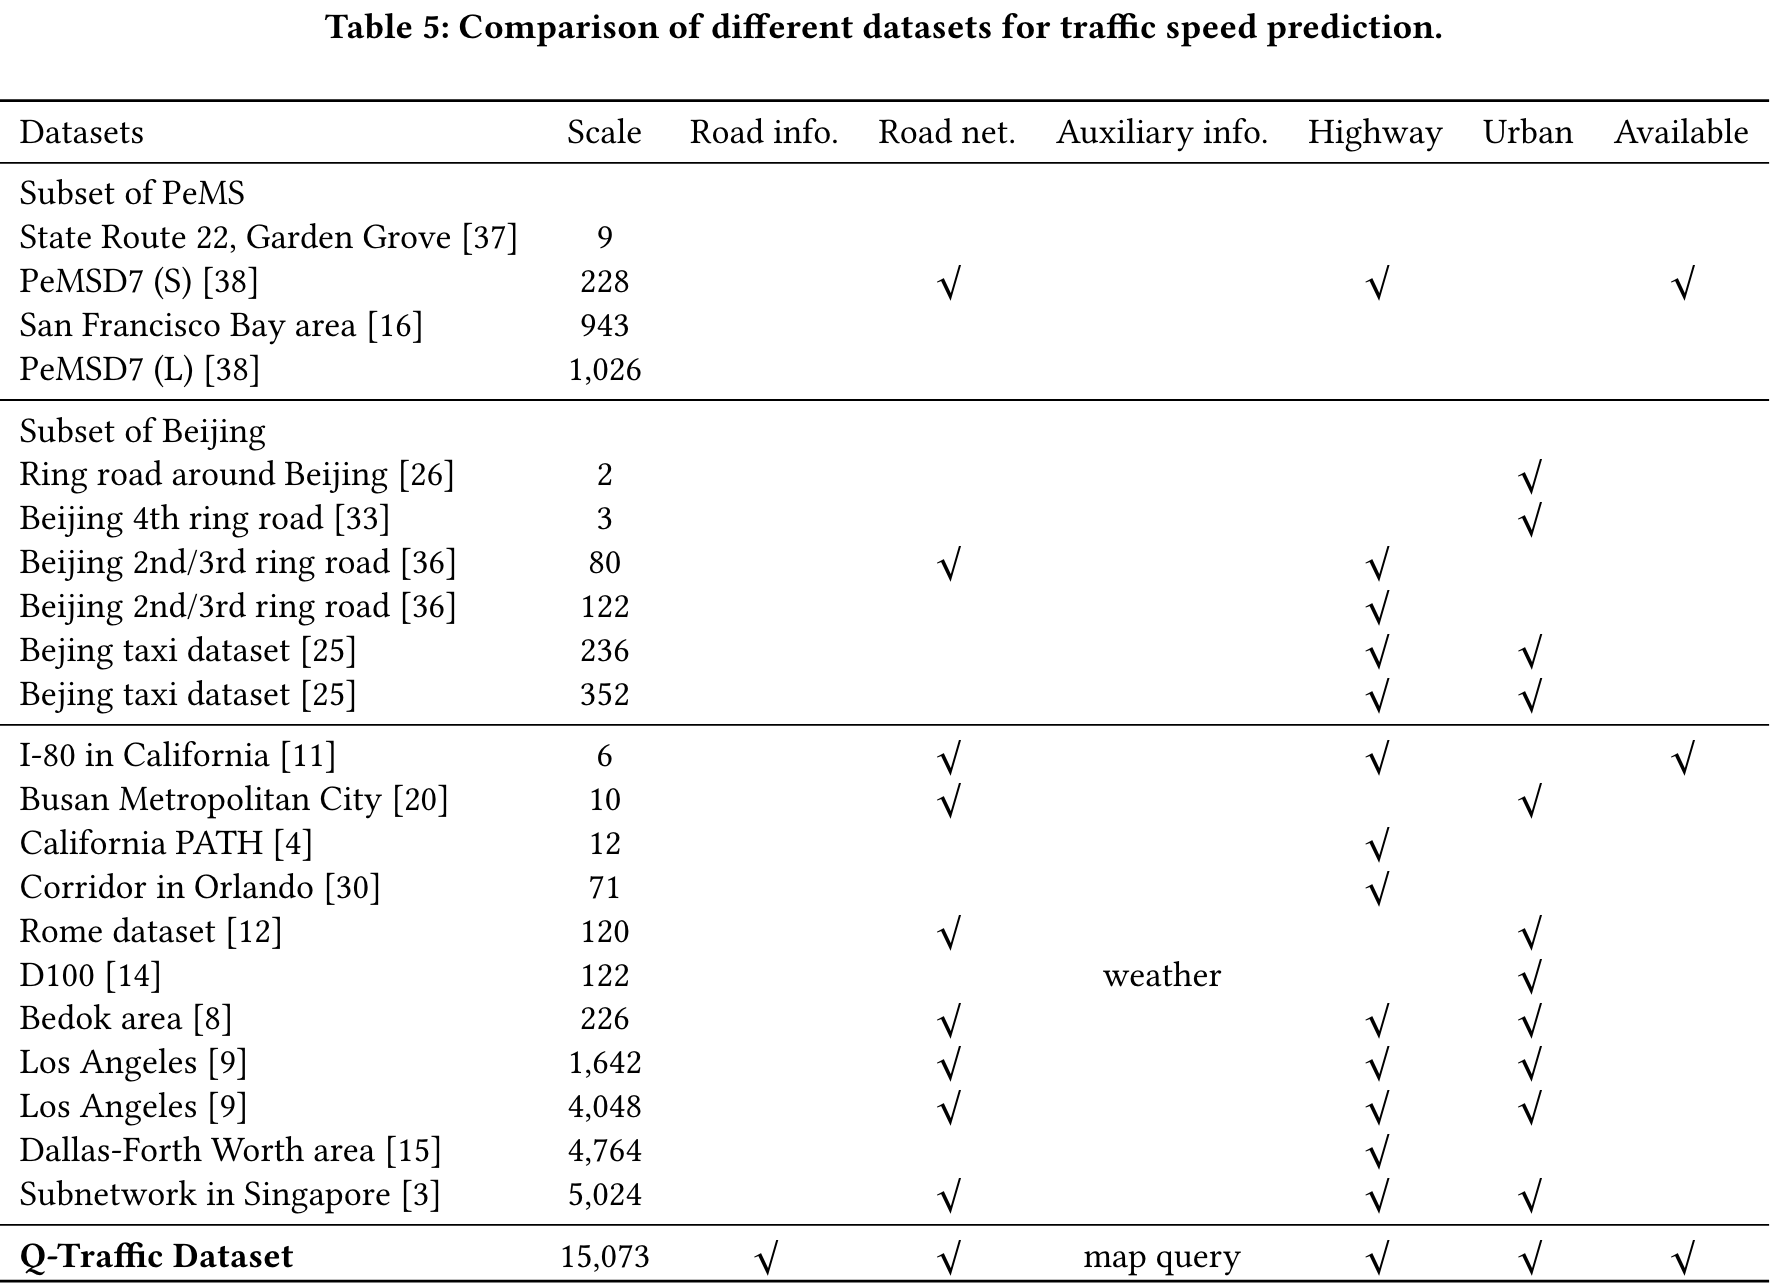 Table 5: Comparison of different datasets for traffic speed prediction.
Datasets Scale Road info. Road net. Auxiliary info. Highway Urban Available
Subset of PeMS
State Route 22, Garden Grove [37] 9
PeMSD7 (S) [38] 228 √ √ √
San Francisco Bay area [16] 943
PeMSD7 (L) [38] 1,026
Subset of Beijing
Ring road around Beijing [26] 2 √
Beijing 4th ring road [33] 3 √
Beijing 2nd/3rd ring road [36] 80 √ √
Beijing 2nd/3rd ring road [36] 122 √
Bejing taxi dataset [25] 236 √ √
Bejing taxi dataset [25] 352 √ √
I-80 in California [11] 6 √ √ √
Busan Metropolitan City [20] 10 √ √
California PATH [4] 12 √
Corridor in Orlando [30] 71 √
Rome dataset [12] 120 √ √
D100 [14] 122 weather √
Bedok area [8] 226 √ √ √
Los Angeles [9] 1,642 √ √ √
Los Angeles [9] 4,048 √ √ √
Dallas-Forth Worth area [15] 4,764 √
Subnetwork in Singapore [3] 5,024 √ √ √
Q-Traffic Dataset 15,073 √ √ map query √ √ √